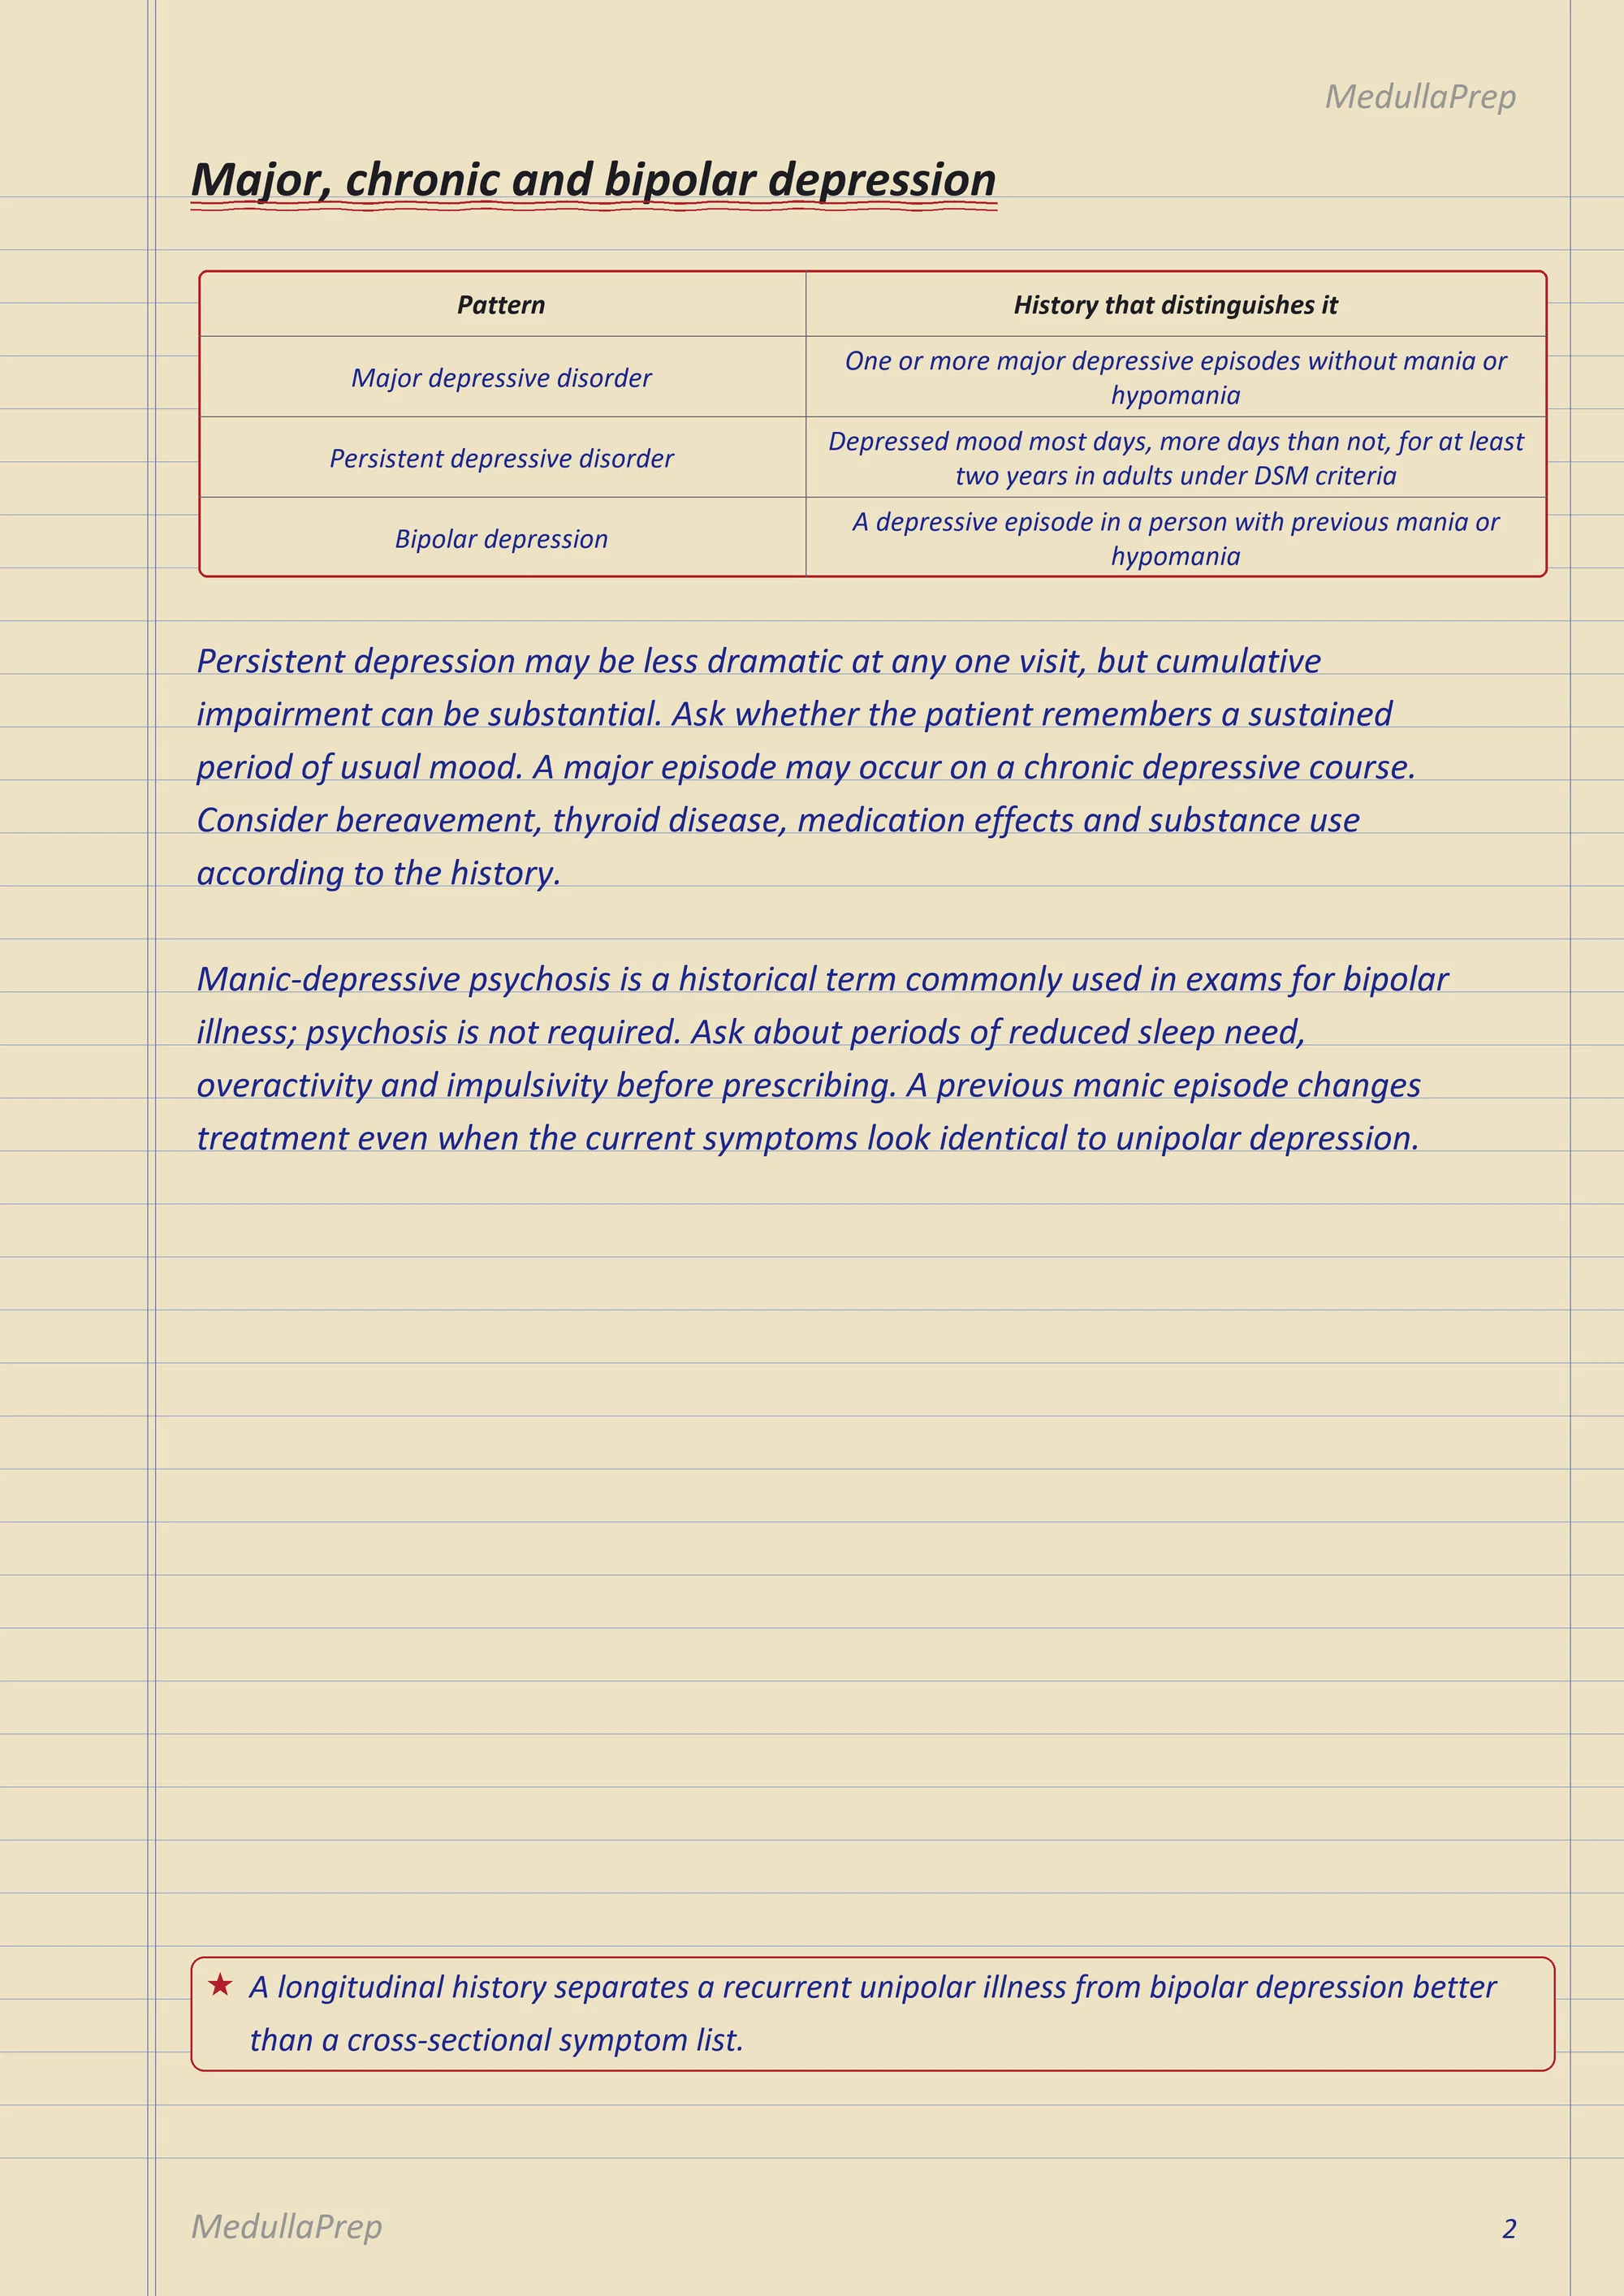 MedullaPrep
Major, chronic and bipolar depression
Pattern
History that distinguishes it
Major depressive disorder
One or more major depressive episodes without mania or
hypomania
Persistent depressive disorder
Depressed mood most days, more days than not, for at least
two years in adults under DSM criteria
Bipolar depression
A depressive episode in a person with previous mania or
hypomania
Persistent depression may be less dramatic at any one visit, but cumulative
impairment can be substantial. Ask whether the patient remembers a sustained
period of usual mood. A major episode may occur on a chronic depressive course.
Consider bereavement, thyroid disease, medication effects and substance use
according to the history.
Manic-depressive psychosis is a historical term commonly used in exams for bipolar
illness; psychosis is not required. Ask about periods of reduced sleep need,
overactivity and impulsivity before prescribing. A previous manic episode changes
treatment even when the current symptoms look identical to unipolar depression.
★ A longitudinal history separates a recurrent unipolar illness from bipolar depression better
than a cross-sectional symptom list.
MedullaPrep
2